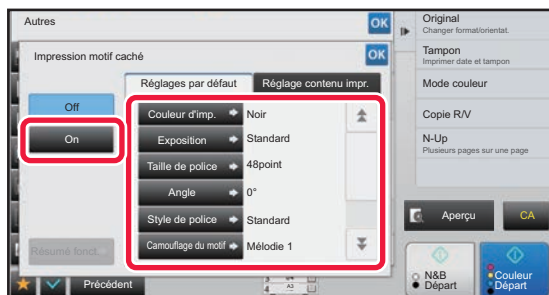 Autres
OK
Impression motif caché
OK
Réglages par défaut
Réglage contenu impr.
Off
On
Couleur d'imp.
Noir
Exposition
Standard
Taille de police
48point
Angle
0°
Style de police
Standard
Camouflage du motif
Mélodie 1
Résumé fonct.
Précédent
Original
Changer format/orientat.
Tampon
Imprimer date et tampon
Mode couleur
Copie R/V
N-Up
Plusieurs pages sur une page
Aperçu
CA
N&B
Départ
Couleur
Départ